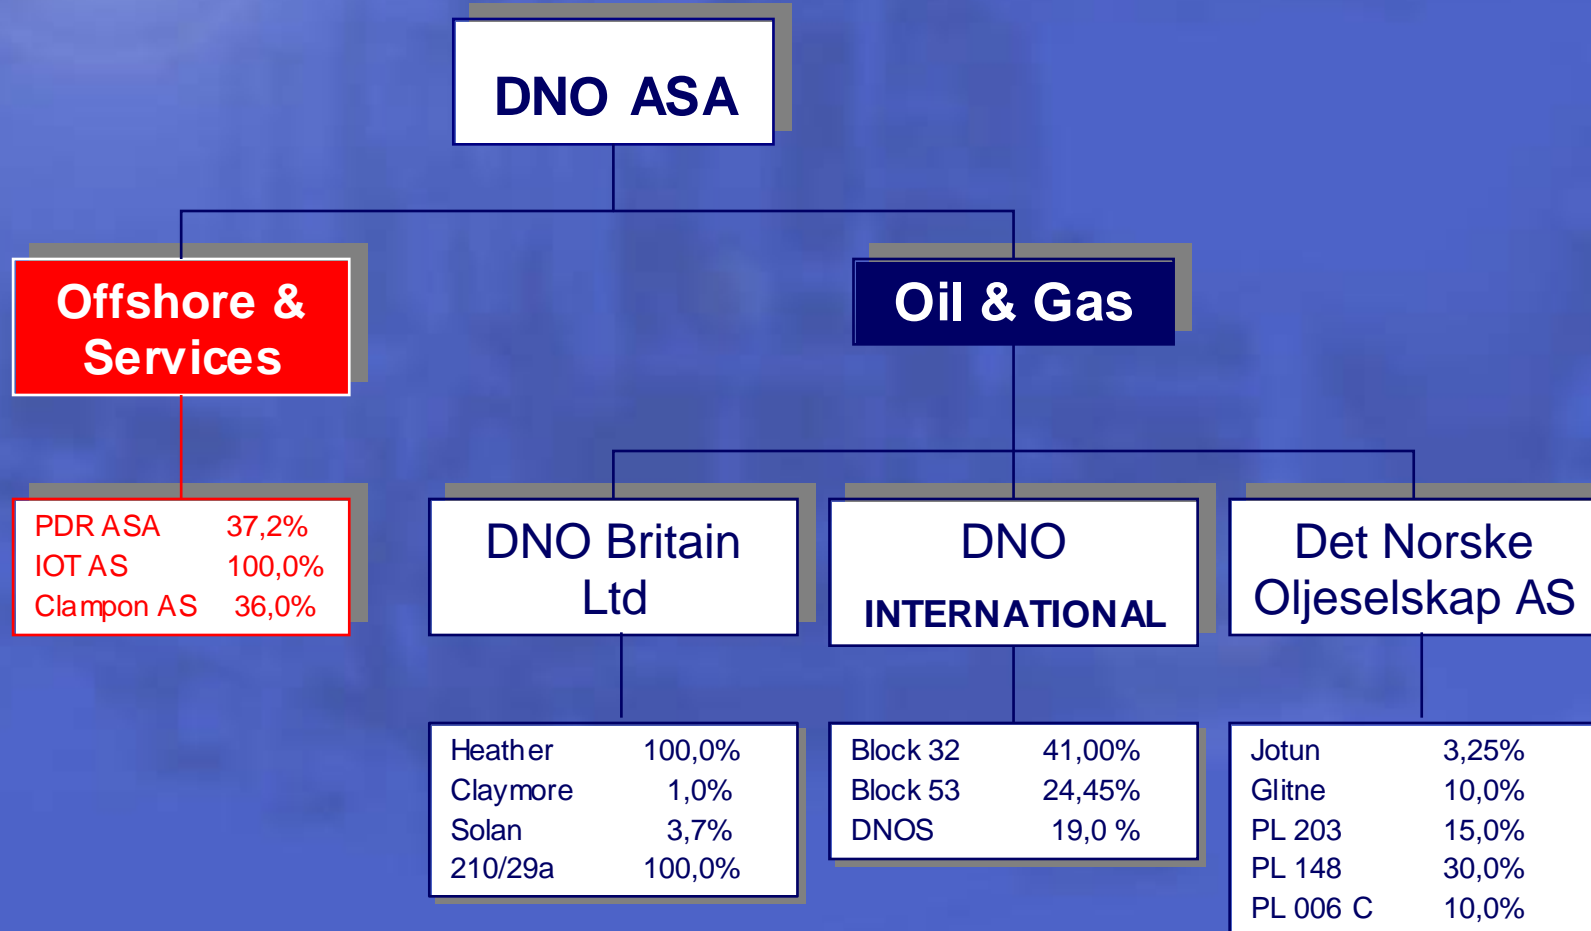 DNO ASA
Offshore &
Services
Oil & Gas
PDR ASA 37,2%
IOT AS 100,0%
Clampon AS 36,0%
DNO Britain
Ltd
DNO
INTERNATIONAL
Det Norske
Oljeselskap AS
Heather 100,0%
Claymore 1,0%
Solan 3,7%
210/29a 100,0%
Block 32 41,00%
Block 53 24,45%
DNOS 19,0 %
Jotun 3,25%
Glitne 10,0%
PL 203 15,0%
PL 148 30,0%
PL 006 C 10,0%